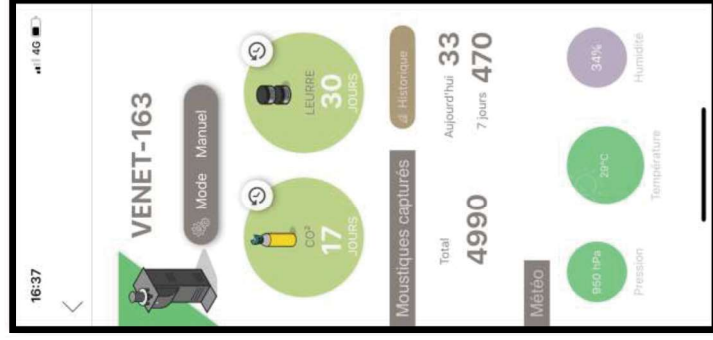 16:37
4G
VENET-163
Mode Manuel
CO²
17
JOURS
LEURRE
30
JOURS
Moustiques capturés
Historique
Total
4990
Aujourd'hui 33
7 jours 470
Météo
950 hPa
29°C
34%
Pression
Température
Humidité